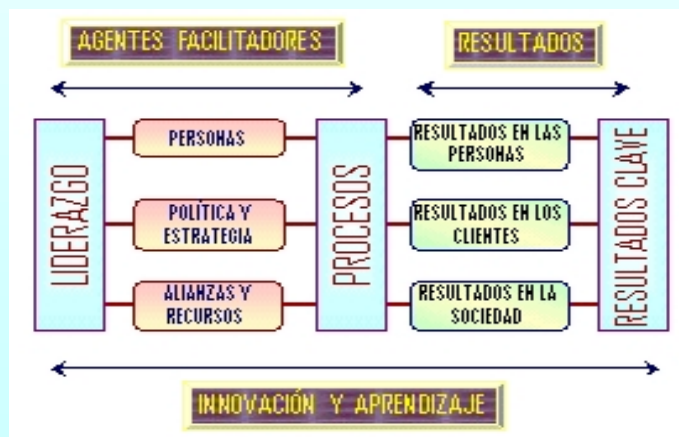 AGENTES FACILITADORES
RESULTADOS
LIDERAZGO
PERSONAS
POLÍTICA Y
ESTRATEGIA
ALIANZAS Y
RECURSOS
PROCESOS
RESULTADOS EN LAS
PERSONAS
RESULTADOS EN LOS
CLIENTES
RESULTADOS EN LA
SOCIEDAD
RESULTADOS CLAVE
INNOVACIÓN Y APRENDIZAJE